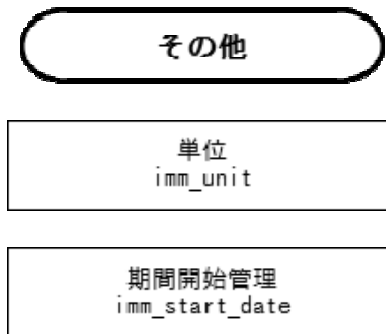 その他
単位
imm_unit
期間開始管理
imm_start_date